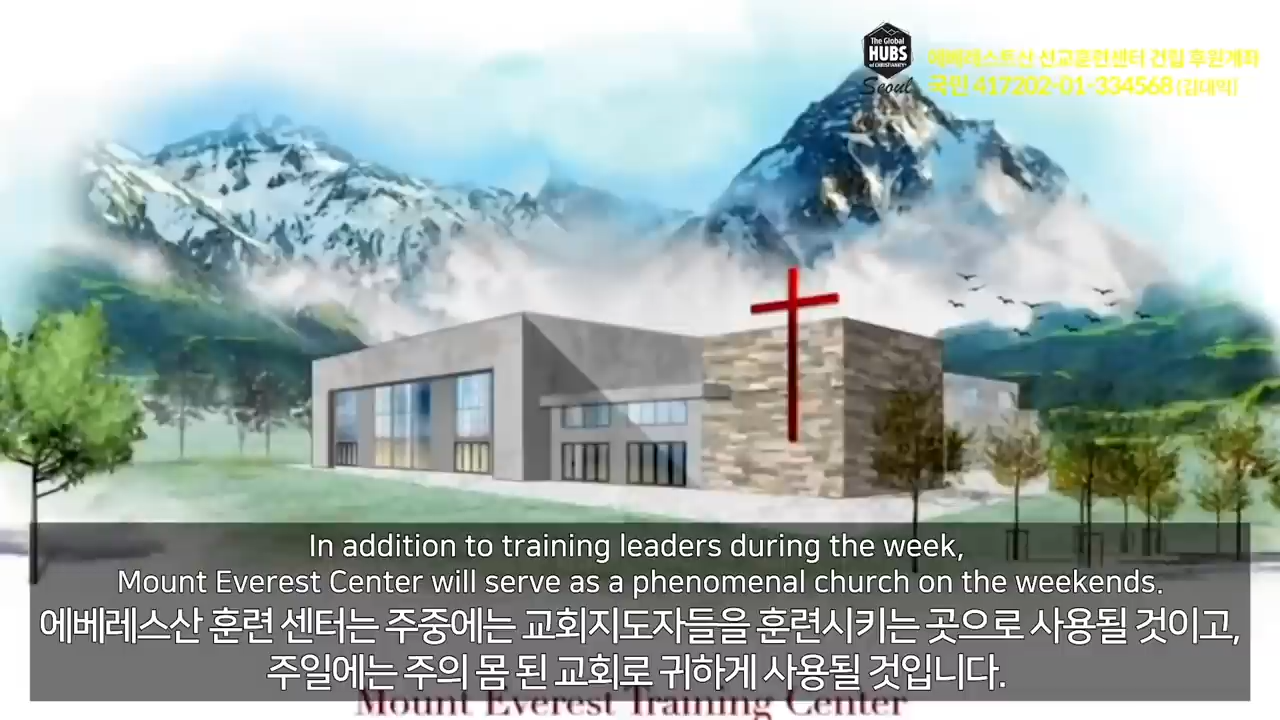 The Global
HUBS
of CHRISTIANITY
Seoul
에베레스트산 선교훈련센터 건립 후원계좌
국민 417202-01-334568 (김대억)
In addition to training leaders during the week,
Mount Everest Center will serve as a phenomenal church on the weekends.
에베레스산 훈련 센터는 주중에는 교회지도자들을 훈련시키는 곳으로 사용될 것이고,
주일에는 주의 몸 된 교회로 귀하게 사용될 것입니다.
Mount Everest Training Center